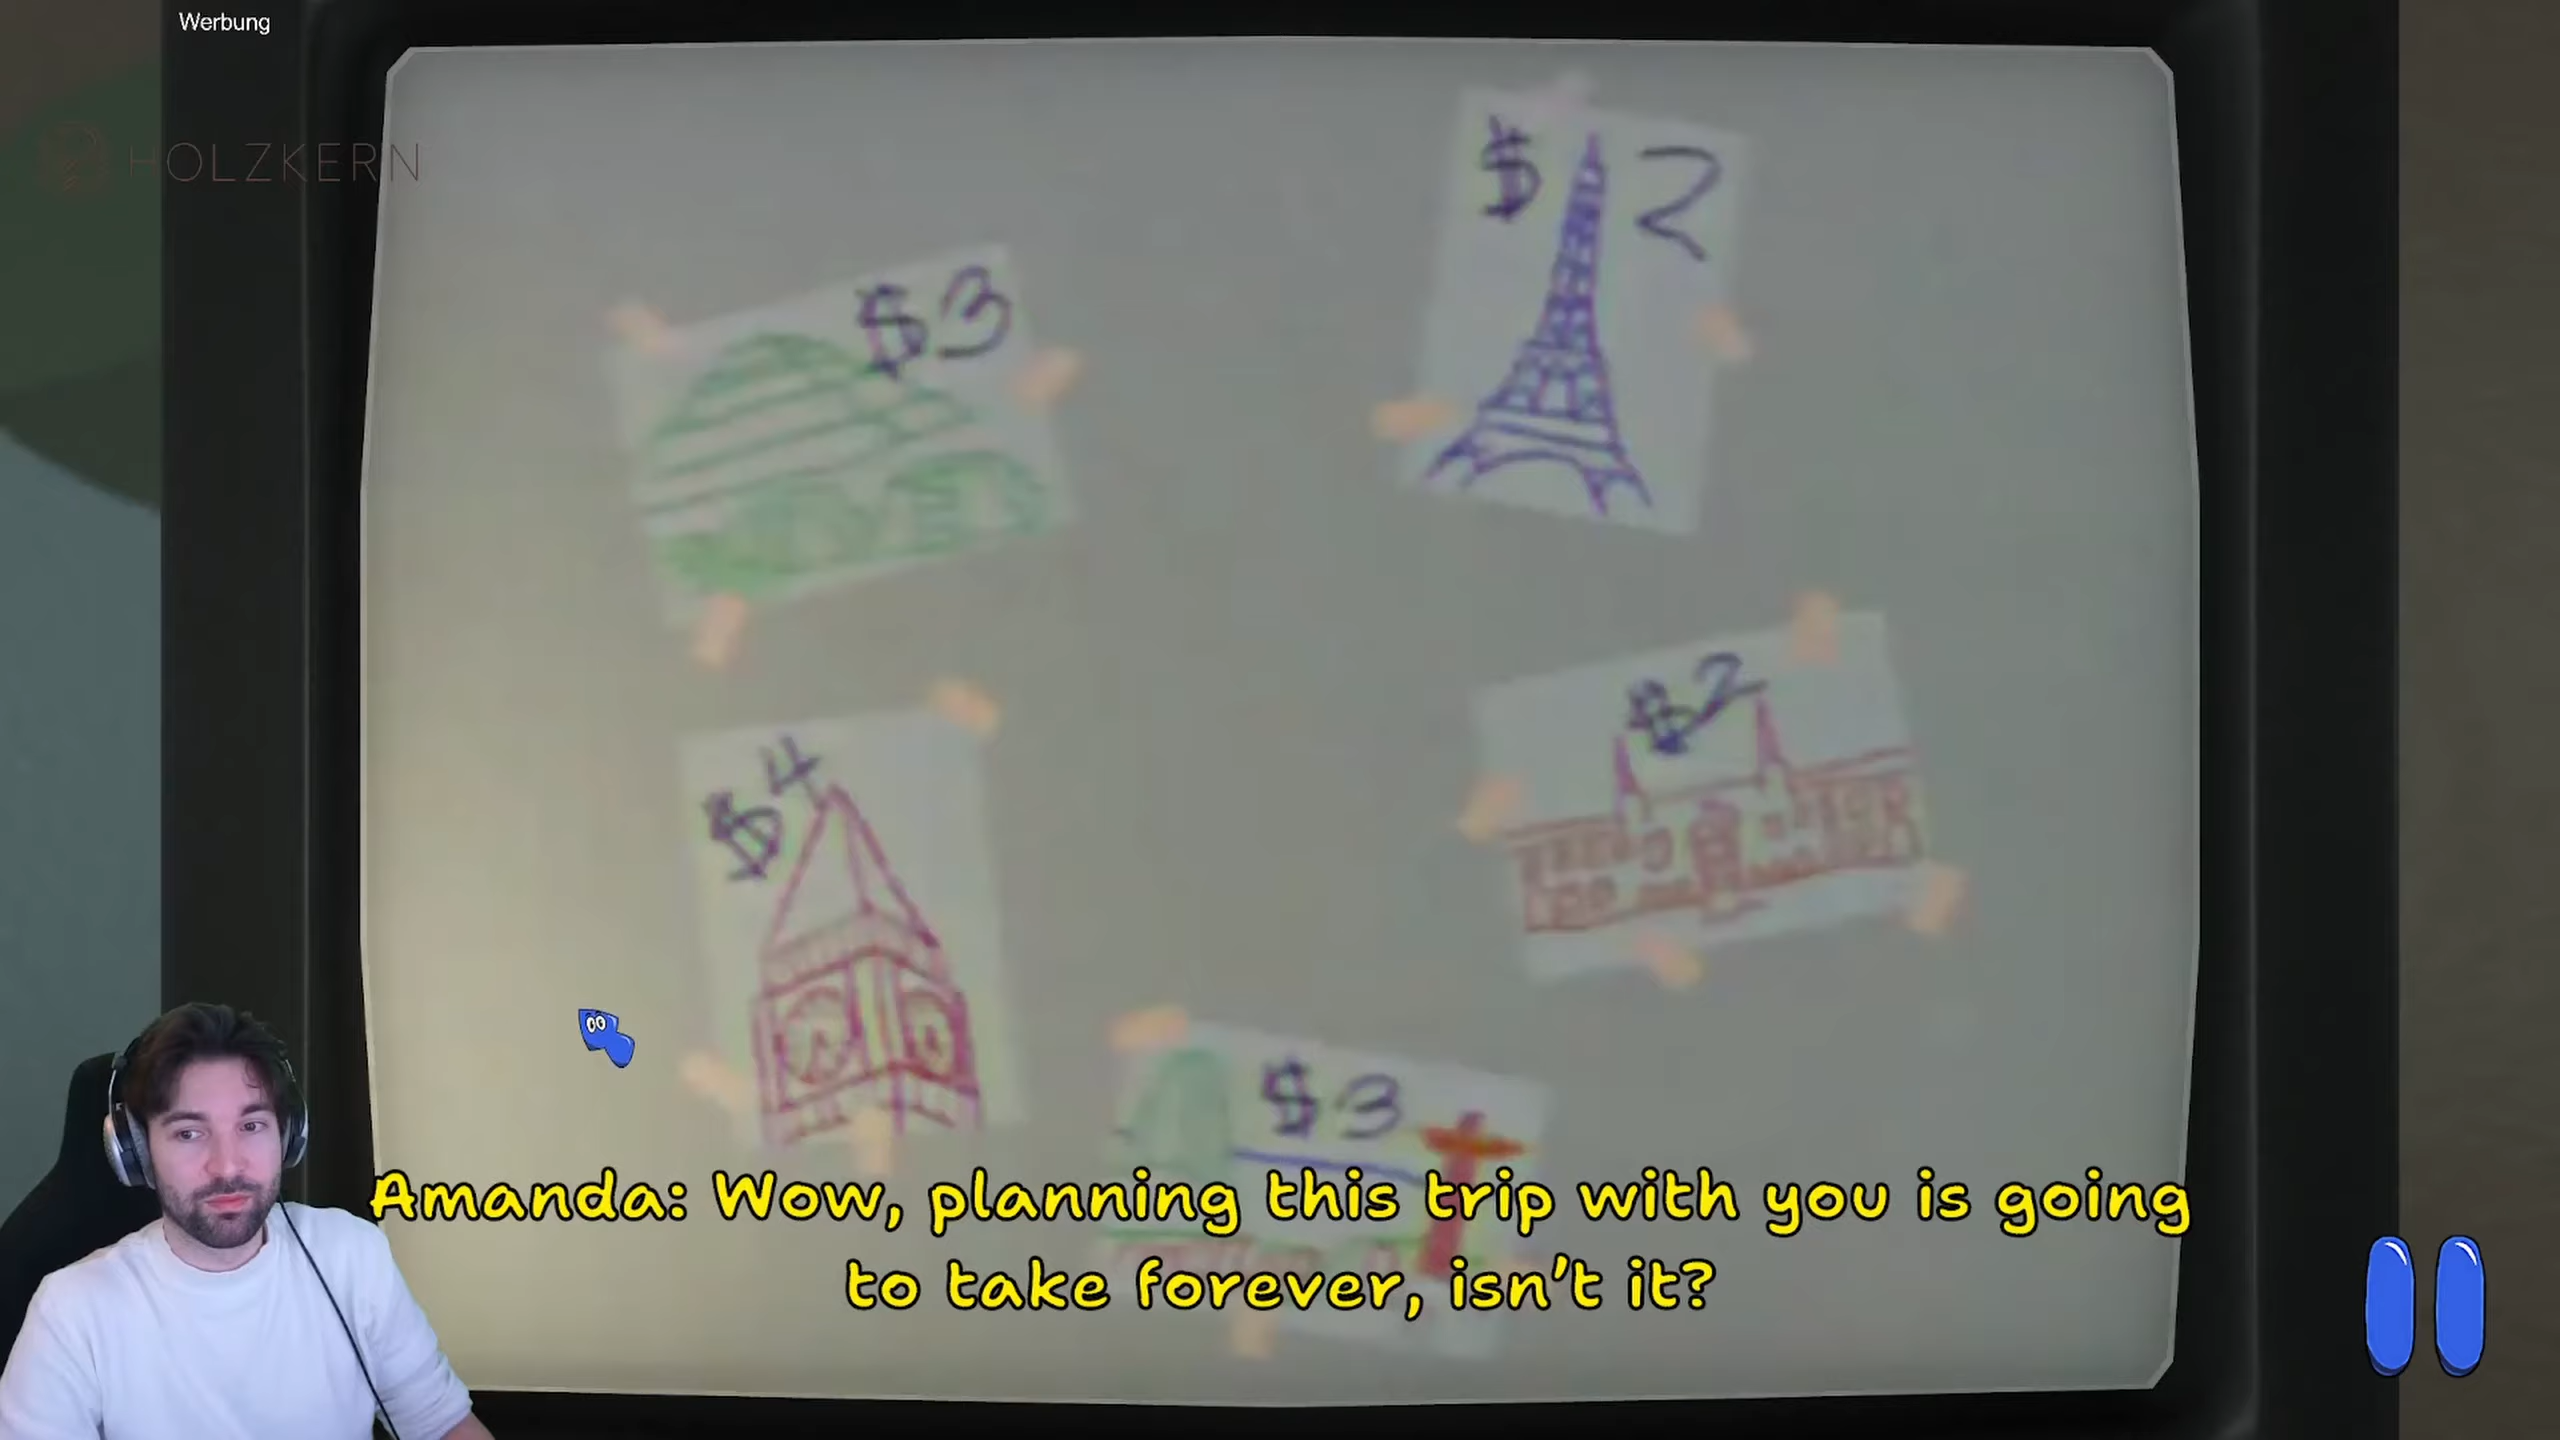 Werbung
HOLZKERN
$ 2
$3
$2
$4
$3
Amanda: Wow, planning this trip with you is going
to take forever, isn't it?